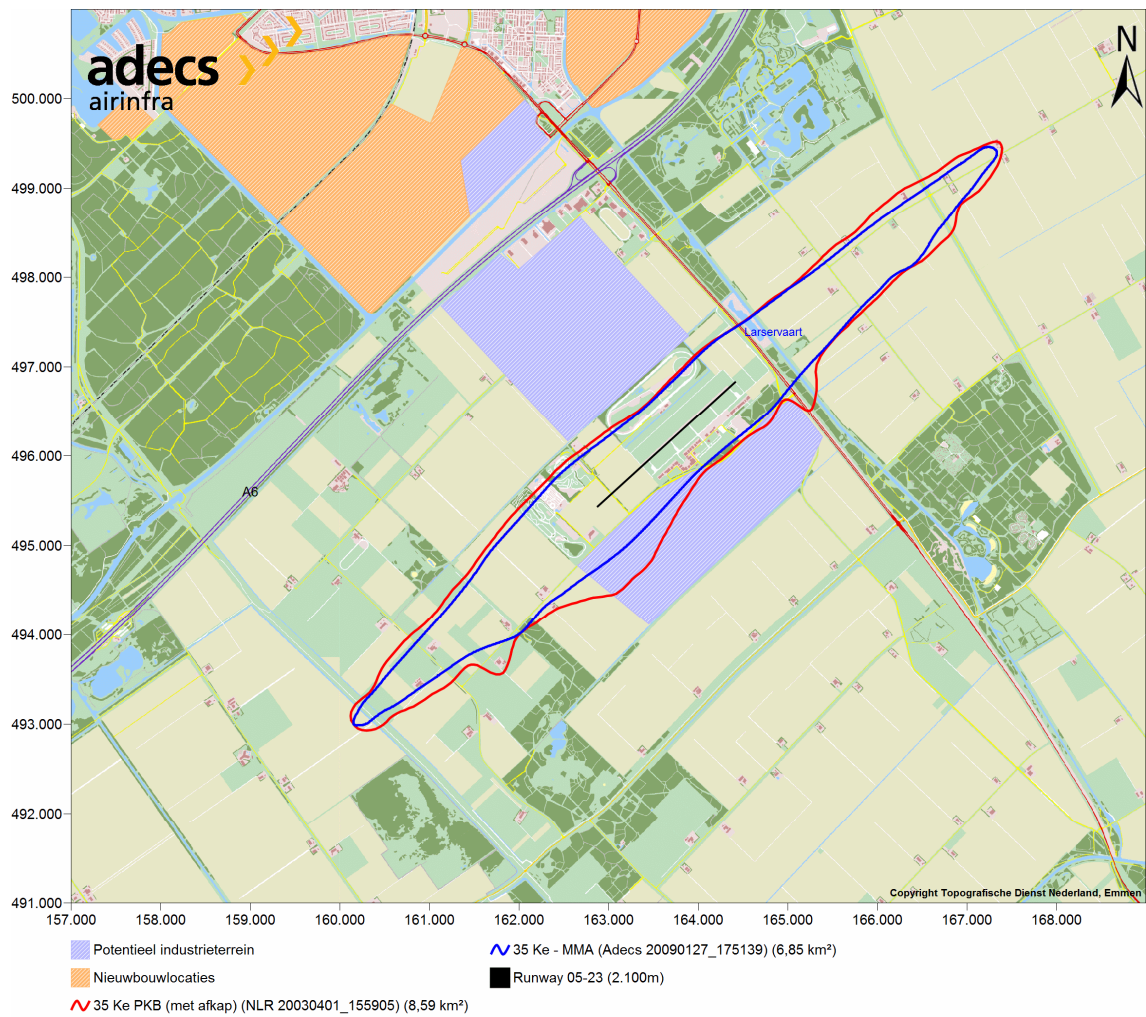 adecs
airinfra
N
500.000
499.000
498.000
497.000
496.000
495.000
494.000
493.000
492.000
491.000
Larservaart
A6
Copyright Topografische Dienst Nederland, Emmen
157.000 158.000 159.000 160.000 161.000 162.000 163.000 164.000 165.000 166.000 167.000 168.000
Potentieel industrieterrein
35 Ke - MMA (Adecs 20090127_175139) (6,85 km²)
Nieuwbouwlocaties
Runway 05-23 (2.100m)
35 Ke PKB (met afkap) (NLR 20030401_155905) (8,59 km²)